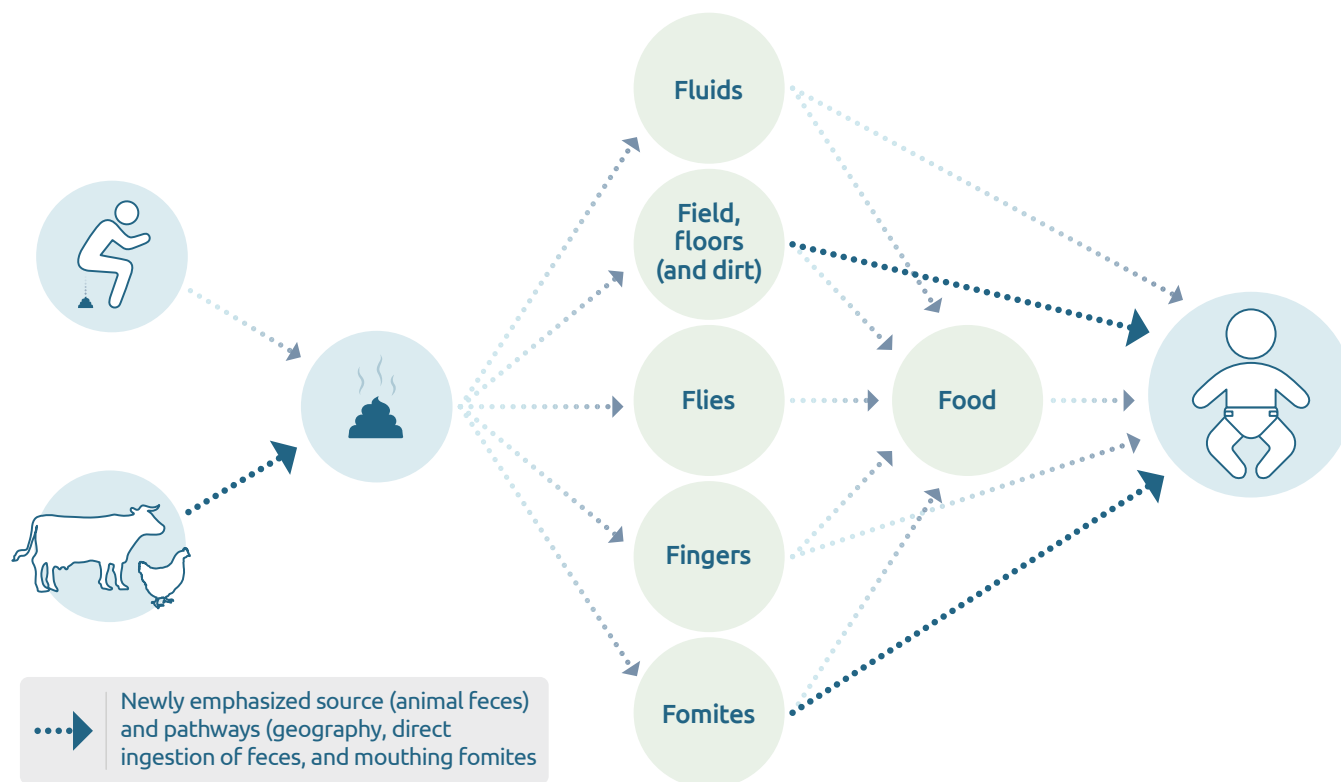 Fluids
Field,
floors
(and dirt)
Flies
Food
Fingers
Fomites
Newly emphasized source (animal feces)
and pathways (geography, direct
ingestion of feces, and mouthing fomites